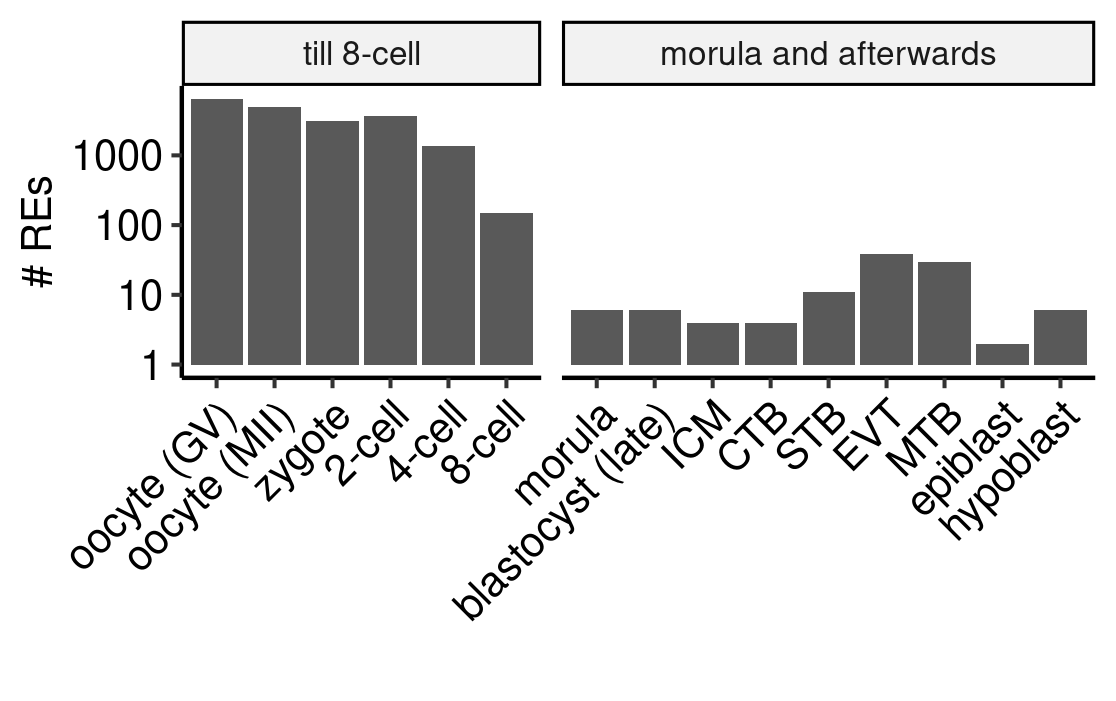 till 8-cell
morula and afterwards
# REs
1000
100
10
1
oocyte (GV)
oocyte (MII)
zygote
2-cell
4-cell
8-cell
morula
blastocyst (late)
ICM
CTB
STB
EVT
MTB
epiblast
hypoblast